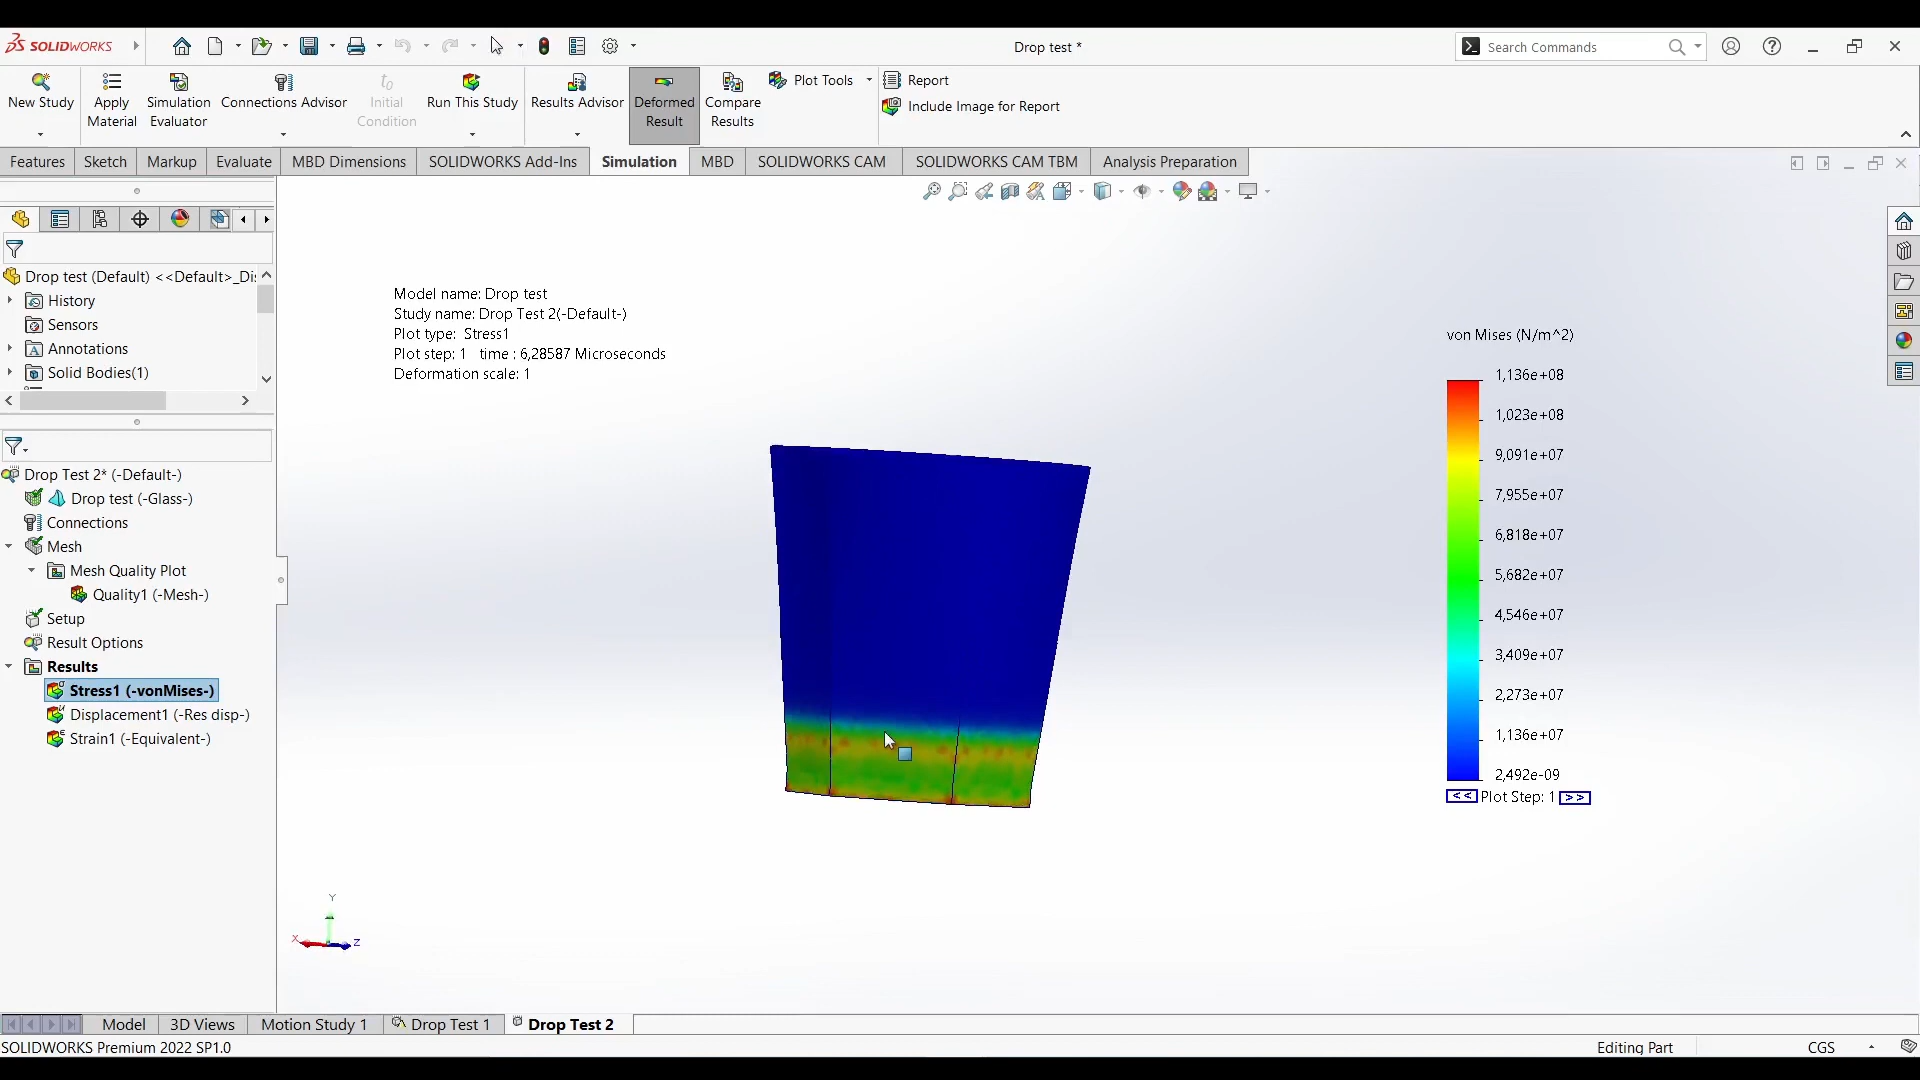 SOLIDWORKS
Drop test *
Search Commands
New Study
Apply Material
Simulation Evaluator
Connections Advisor
t0 Initial Condition
Run This Study
Results Advisor
Deformed Result
Compare Results
Plot Tools
Report
Include Image for Report
Features
Sketch
Markup
Evaluate
MBD Dimensions
SOLIDWORKS Add-Ins
Simulation
MBD
SOLIDWORKS CAM
SOLIDWORKS CAM TBM
Analysis Preparation
Drop test (Default) <<Default>_Di
History
Sensors
Annotations
Solid Bodies(1)
Drop Test 2* (-Default-)
Drop test (-Glass-)
Connections
Mesh
Mesh Quality Plot
Quality1 (-Mesh-)
Setup
Result Options
Results
Stress1 (-vonMises-)
Displacement1 (-Res disp-)
Strain1 (-Equivalent-)
Model name: Drop test
Study name: Drop Test 2(-Default-)
Plot type: Stress1
Plot step: 1 time : 6,28587 Microseconds
Deformation scale: 1
von Mises (N/m^2)
1,136e+08
1,023e+08
9,091e+07
7,955e+07
6,818e+07
5,682e+07
4,546e+07
3,409e+07
2,273e+07
1,136e+07
2,492e-09
<< Plot Step: 1 >>
Y
X
Z
Model
3D Views
Motion Study 1
Drop Test 1
Drop Test 2
SOLIDWORKS Premium 2022 SP1.0
Editing Part
CGS